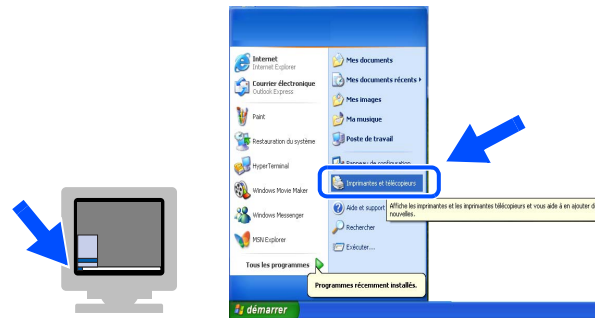 Internet
Internet Explorer
Courrier électronique
Outlook Express
Paint
Restauration du système
HyperTerminal
Windows Movie Maker
Windows Messenger
MSN Explorer
Tous les programmes
Mes documents
Mes documents récents
Mes images
Ma musique
Poste de travail
Panneau de configuration
Imprimantes et télécopieurs
Aide et support
Affiche les imprimantes et les imprimantes télécopieurs et vous aide à en ajouter de
nouvelles.
Rechercher
Exécuter...
Programmes récemment installés.
démarrer